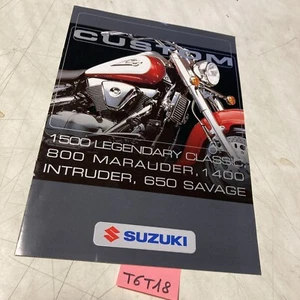 CUSTOM
1500 LEGENDARY CLASSIC,
800 MARAUDER, 1400
INTRUDER, 650 SAVAGE
SUZUKI
T6T18